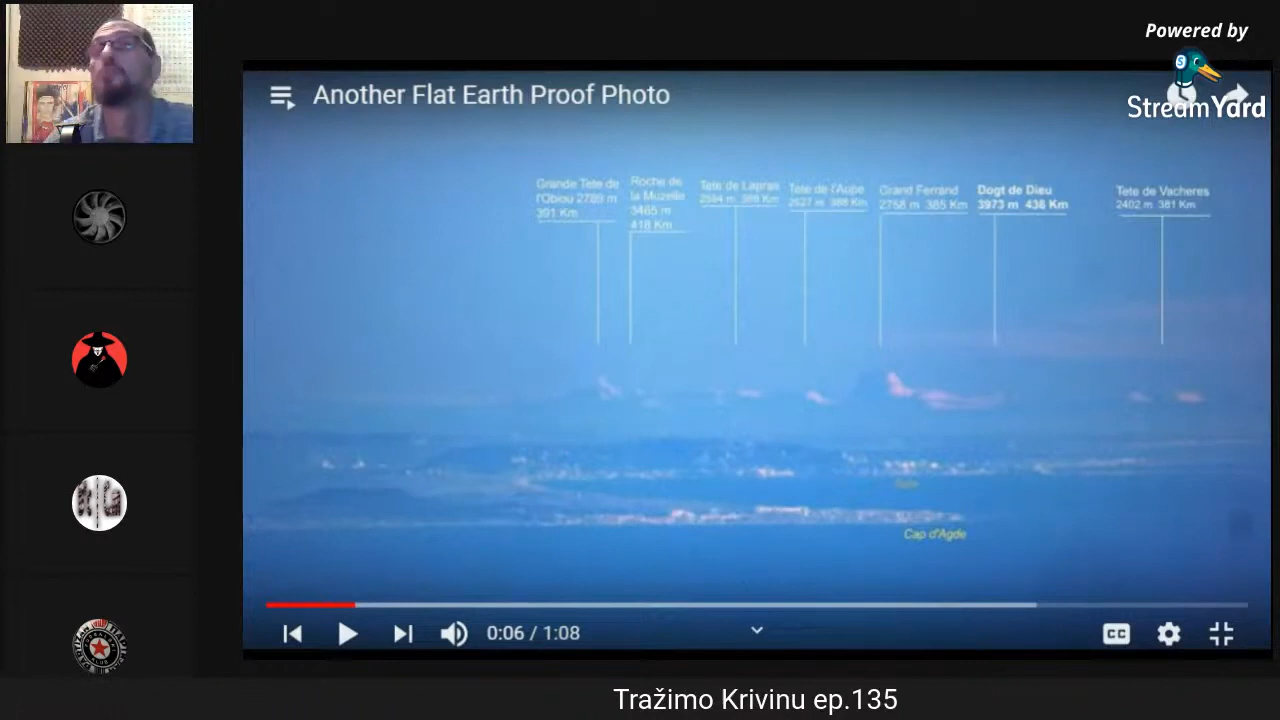 Powered by
StreamYard
Another Flat Earth Proof Photo
Grande Tete de
l'Obiou 2789 m
391 Km
Roche de
la Muzelle
3465 m
418 Km
Tete de Lapras
Tete de l'Aupe
Grand Ferrand
2758 m 385 Km
Dogt de Dieu
3973 m 438 Km
Tete de Vacheres
2402 m 381 Km
Cap d'Agde
0:06 / 1:08
CC
Tražimo Krivinu ep.135